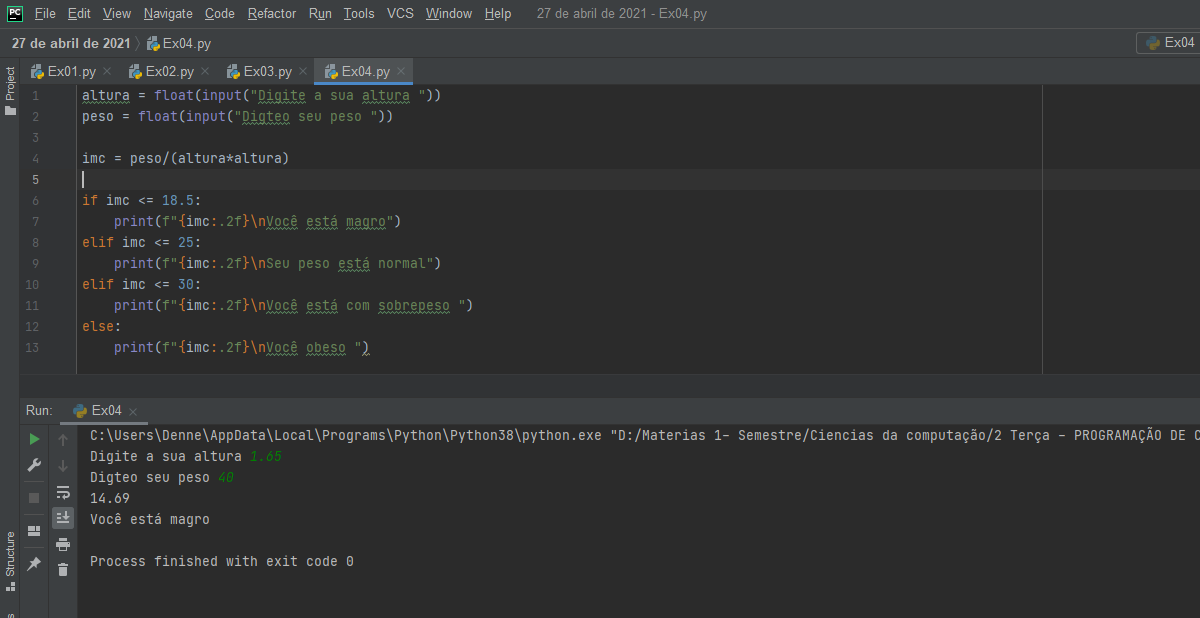 PC File Edit View Navigate Code Refactor Run Tools VCS Window Help 27 de abril de 2021 - Ex04.py
27 de abril de 2021 Ex04.py Ex04
Project
Ex01.py Ex02.py Ex03.py Ex04.py
1 altura = float(input("Digite a sua altura "))
2 peso = float(input("Digteo seu peso "))
3
4 imc = peso/(altura*altura)
5
6 if imc <= 18.5:
7     print(f"{imc:.2f}\nVocê está magro")
8 elif imc <= 25:
9     print(f"{imc:.2f}\nSeu peso está normal")
10 elif imc <= 30:
11     print(f"{imc:.2f}\nVocê está com sobrepeso ")
12 else:
13     print(f"{imc:.2f}\nVocê obeso ")
Run: Ex04
C:\Users\Denne\AppData\Local\Programs\Python\Python38\python.exe "D:/Materias 1- Semestre/Ciencias da computação/2 Terça - PROGRAMAÇÃO DE C
Digite a sua altura 1.65
Digteo seu peso 40
14.69
Você está magro
Process finished with exit code 0
Structure